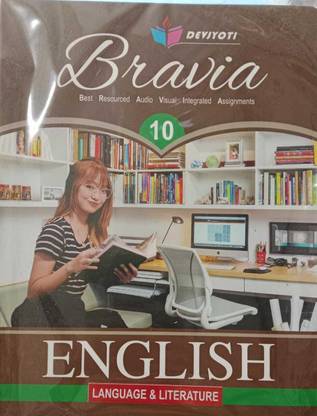 DEVJYOTI
Bravia
Best Resourced Audio Visual Integrated Assignments
10
ENGLISH
LANGUAGE & LITERATURE